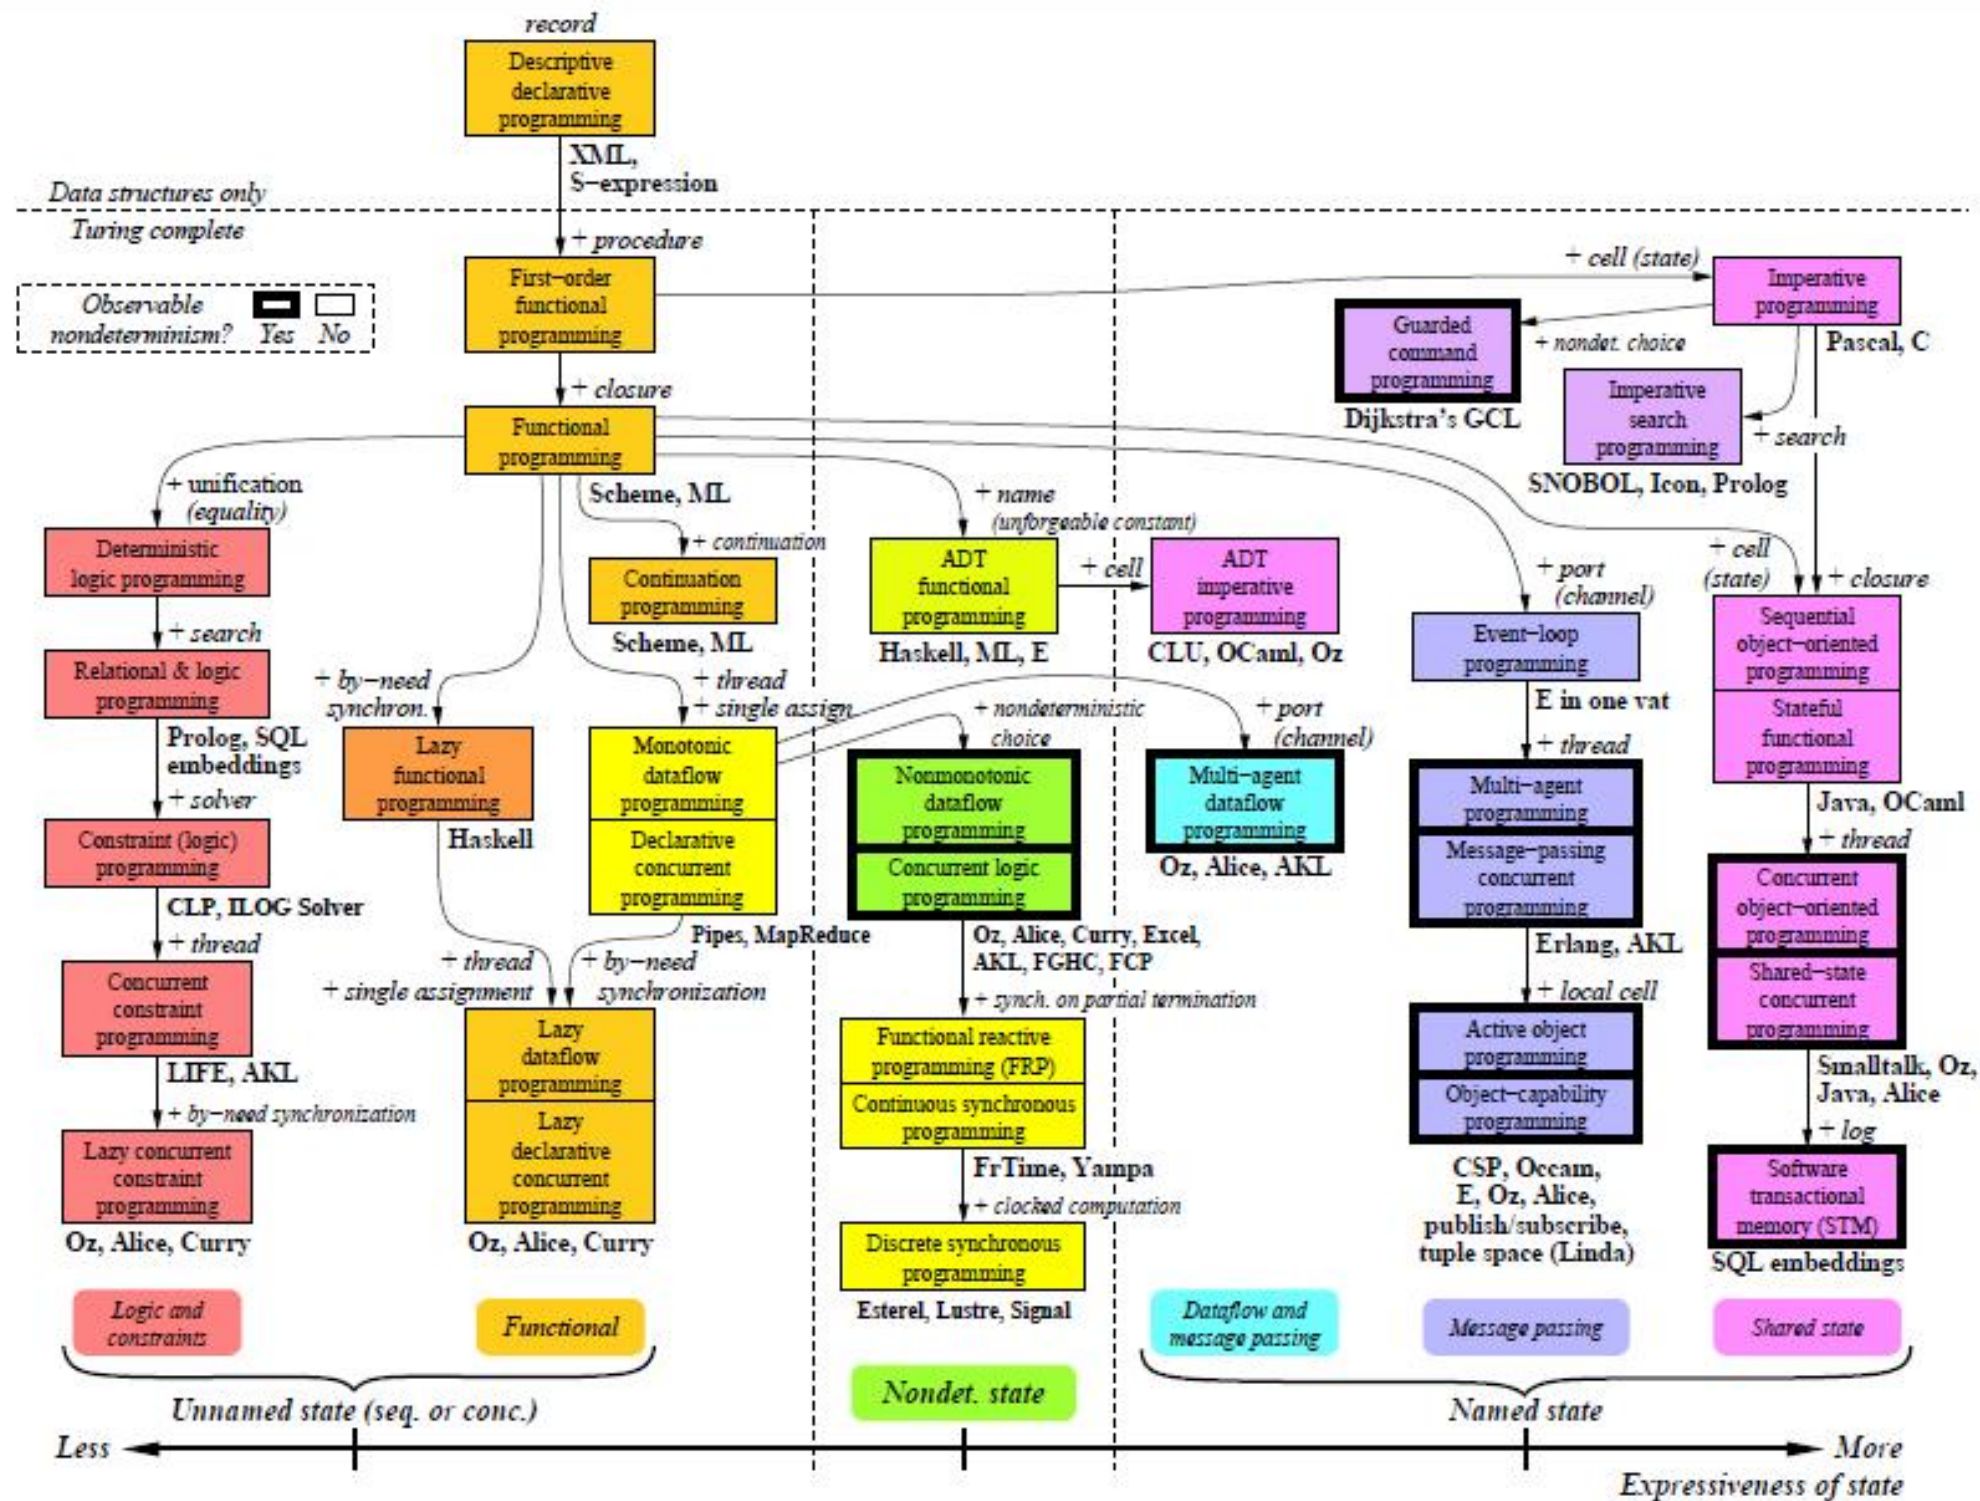 record
Descriptive
declarative
programming
XML,
S−expression
Data structures only
Turing complete
+ procedure
Observable
nondeterminism?
Yes
No
First−order
functional
programming
+ cell (state)
Imperative
programming
Pascal, C
Guarded
command
programming
+ nondet. choice
Dijkstra's GCL
Imperative
search
programming
+ search
SNOBOL, Icon, Prolog
+ closure
Functional
programming
Scheme, ML
+ unification
(equality)
Deterministic
logic programming
+ search
Relational & logic
programming
Prolog, SQL
embeddings
+ solver
Constraint (logic)
programming
CLP, ILOG Solver
+ thread
Concurrent
constraint
programming
LIFE, AKL
+ by−need synchronization
Lazy concurrent
constraint
programming
Oz, Alice, Curry
+ continuation
Continuation
programming
Scheme, ML
+ by−need
synchron.
Lazy
functional
programming
Haskell
+ thread
+ single assign.
Monotonic
dataflow
programming
Declarative
concurrent
programming
Pipes, MapReduce
+ thread
+ single assignment
+ by−need
synchronization
Lazy
dataflow
programming
Lazy
declarative
concurrent
programming
Oz, Alice, Curry
+ name
(unforgeable constant)
ADT
functional
programming
Haskell, ML, E
+ cell
ADT
imperative
programming
CLU, OCaml, Oz
+ nondeterministic
choice
Nonmonotonic
dataflow
programming
Concurrent logic
programming
Oz, Alice, Curry, Excel,
AKL, FGHC, FCP
+ synch. on partial termination
Functional reactive
programming (FRP)
Continuous synchronous
programming
FrTime, Yampa
+ clocked computation
Discrete synchronous
programming
Esterel, Lustre, Signal
+ port
(channel)
Multi−agent
dataflow
programming
Oz, Alice, AKL
+ port
(channel)
Event−loop
programming
E in one vat
+ thread
Multi−agent
programming
Message−passing
concurrent
programming
Erlang, AKL
+ local cell
Active object
programming
Object−capability
programming
CSP, Occam,
E, Oz, Alice,
publish/subscribe,
tuple space (Linda)
+ cell
(state)
+ closure
Sequential
object−oriented
programming
Stateful
functional
programming
Java, OCaml
+ thread
Concurrent
object−oriented
programming
Shared−state
concurrent
programming
Smalltalk, Oz,
Java, Alice
+ log
Software
transactional
memory (STM)
SQL embeddings
Logic and
constraints
Functional
Dataflow and
message passing
Message passing
Shared state
Unnamed state (seq. or conc.)
Nondet. state
Named state
Less
More
Expressiveness of state